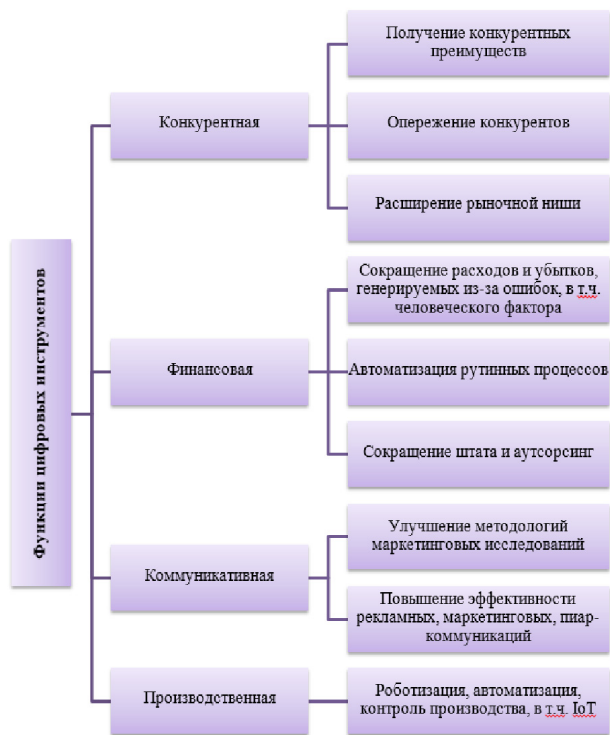 Функции цифровых инструментов
Конкурентная
Получение конкурентных
преимуществ
Опережение конкурентов
Расширение рыночной ниши
Финансовая
Сокращение расходов и убытков,
генерируемых из-за ошибок, в т.ч.
человеческого фактора
Автоматизация рутинных процессов
Сокращение штата и аутсорсинг
Коммуникативная
Улучшение методологий
маркетинговых исследований
Повышение эффективности
рекламных, маркетинговых, пиар-
коммуникаций
Производственная
Роботизация, автоматизация,
контроль производства, в т.ч. IoT